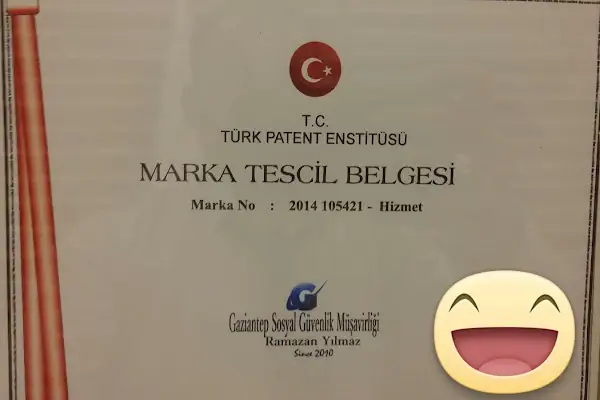 T.C.
TÜRK PATENT ENSTİTÜSÜ
MARKA TESCİL BELGESİ
Marka No : 2014 105421 - Hizmet
Gaziantep Sosyal Güvenlik Müşavirliği
Ramazan Yılmaz
Since 2010